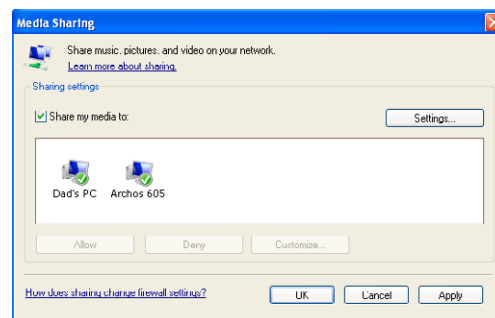 Media Sharing
Share music, pictures, and video on your network.
Learn more about sharing.
Sharing settings
Share my media to:
Settings...
Dad's PC
Archos 605
Allow
Deny
Customize...
How does sharing change firewall settings?
OK
Cancel
Apply